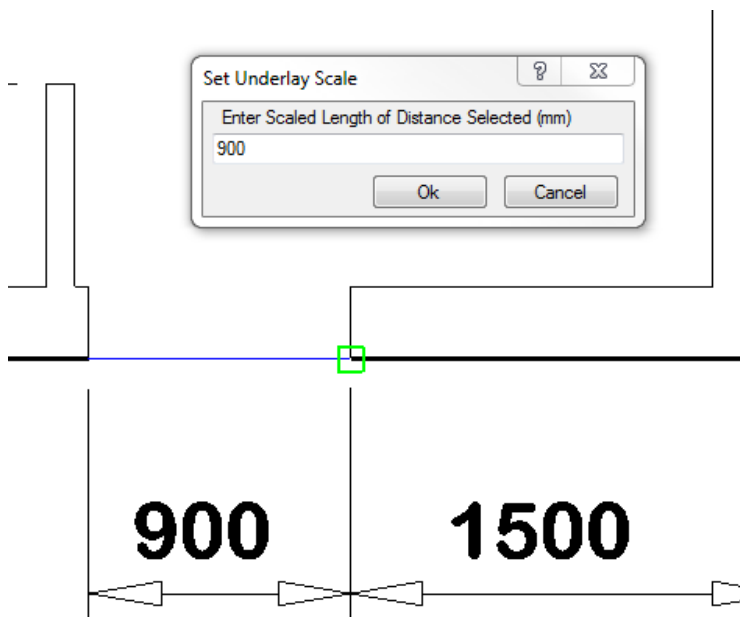 Set Underlay Scale
Enter Scaled Length of Distance Selected (mm)
900
Ok Cancel
900 1500